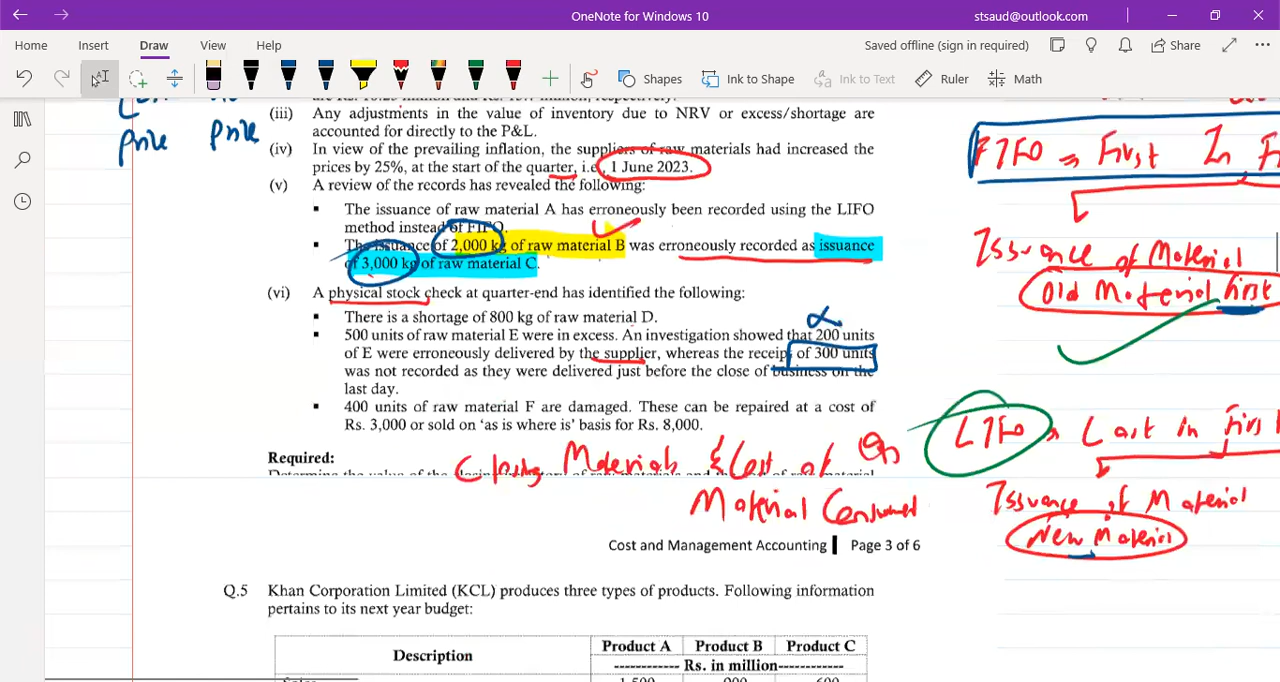 OneNote for Windows 10
stsaud@outlook.com
Home Insert Draw View Help
Saved offline (sign in required)
Share
Shapes
Ink to Shape
Ink to Text
Ruler
Math
Price Price
(iii) Any adjustments in the value of inventory due to NRV or excess/shortage are
accounted for directly to the P&L.
(iv) In view of the prevailing inflation, the suppliers of raw materials had increased the
prices by 25%, at the start of the quarter, i.e. 1 June 2023.
(v) A review of the records has revealed the following:
▪ The issuance of raw material A has erroneously been recorded using the LIFO
method instead of FIFO.
▪ The issuance of 2,000 kg of raw material B was erroneously recorded as issuance
of 3,000 kg of raw material C.
(vi) A physical stock check at quarter-end has identified the following:
▪ There is a shortage of 800 kg of raw material D.
▪ 500 units of raw material E were in excess. An investigation showed that 200 units
of E were erroneously delivered by the supplier, whereas the receipt of 300 units
was not recorded as they were delivered just before the close of business on the
last day.
▪ 400 units of raw material F are damaged. These can be repaired at a cost of
Rs. 3,000 or sold on 'as is where is' basis for Rs. 8,000.
Required:
Closing Materials & Cost of
Material Consumed
Cost and Management Accounting | Page 3 of 6
Q.5 Khan Corporation Limited (KCL) produces three types of products. Following information
pertains to its next year budget:
Description
Product A Product B Product C
------------ Rs. in million------------
FIFO = First In
Issuance of Material
Old Material first
LIFO = Last in First
Issuance of Material
New Material